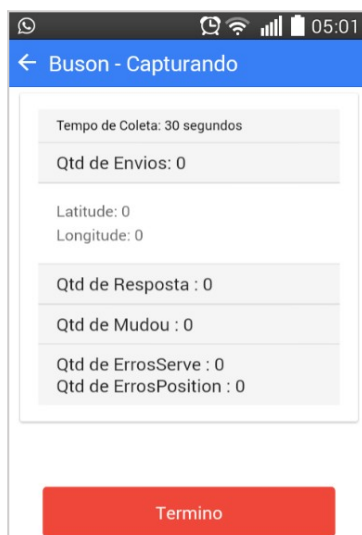 05:01
Buson - Capturando
Tempo de Coleta: 30 segundos
Qtd de Envios: 0
Latitude: 0
Longitude: 0
Qtd de Resposta : 0
Qtd de Mudou : 0
Qtd de ErrosServe : 0
Qtd de ErrosPosition : 0
Termino